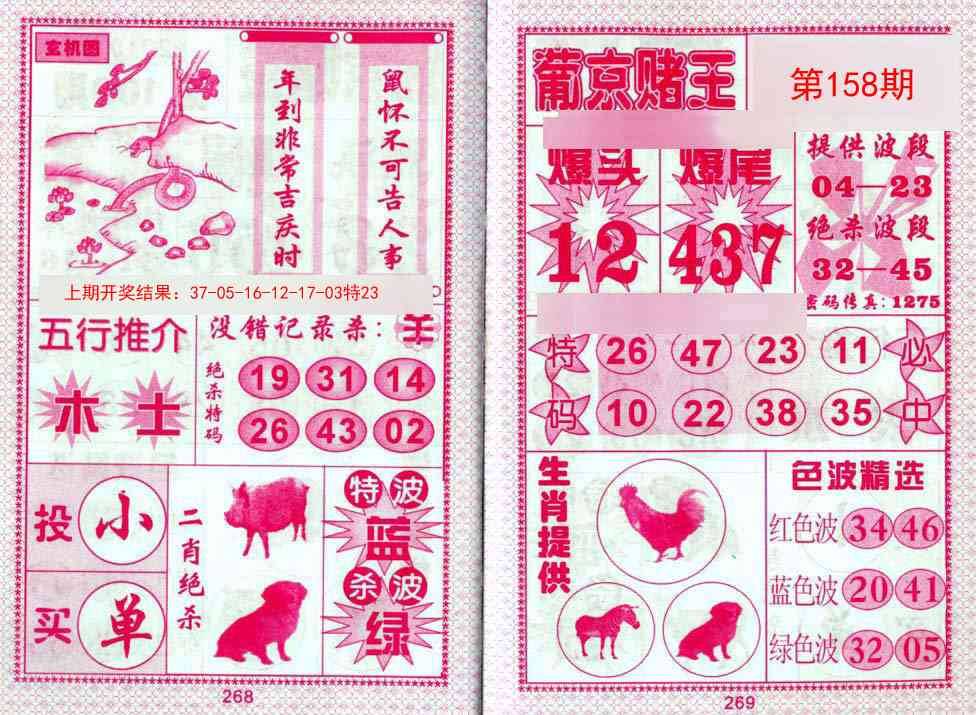 玄机图
年到非常吉庆时
鼠怀不可告人事
上期开奖结果：37-05-16-12-17-03特23
五行推介
木 土
没错记录杀：羊
绝杀特码
19 31 14
26 43 02
投 小
买 单
二肖绝杀
特波
蓝
杀波
绿
268
葡京赌王
第158期
爆头
12
爆尾
437
提供波段
04—23
绝杀波段
32—45
密码传真：1275
特码
26 47 23 11
10 22 38 35
必中
生肖提供
色波精选
红色波 34 46
蓝色波 20 41
绿色波 32 05
269